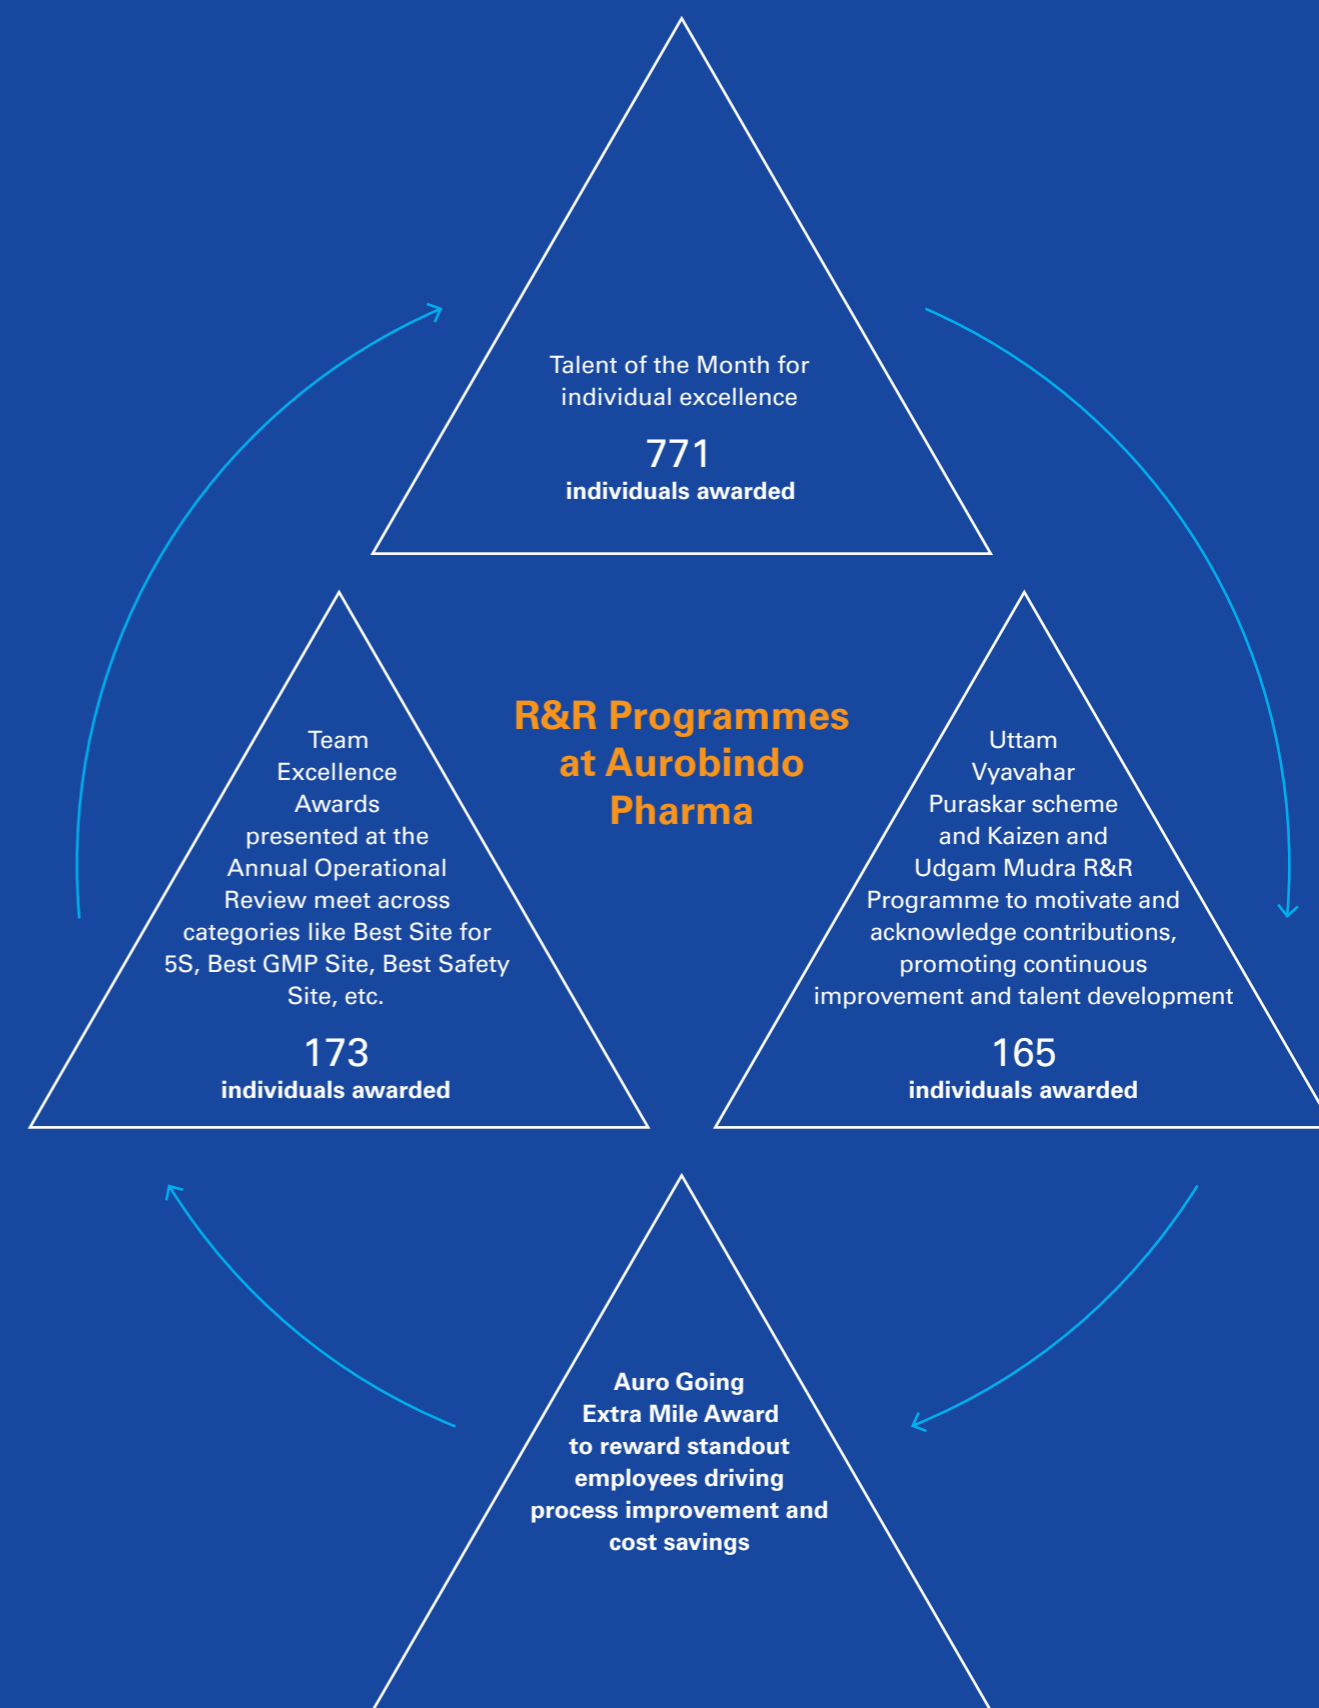 Talent of the Month for
individual excellence
771
individuals awarded
R&R Programmes
at Aurobindo
Pharma
Team
Excellence
Awards
presented at the
Annual Operational
Review meet across
categories like Best Site for
5S, Best GMP Site, Best Safety
Site, etc.
173
individuals awarded
Uttam
Vyavahar
Puraskar scheme
and Kaizen and
Udgam Mudra R&R
Programme to motivate and
acknowledge contributions,
promoting continuous
improvement and talent development
165
individuals awarded
Auro Going
Extra Mile Award
to reward standout
employees driving
process improvement and
cost savings